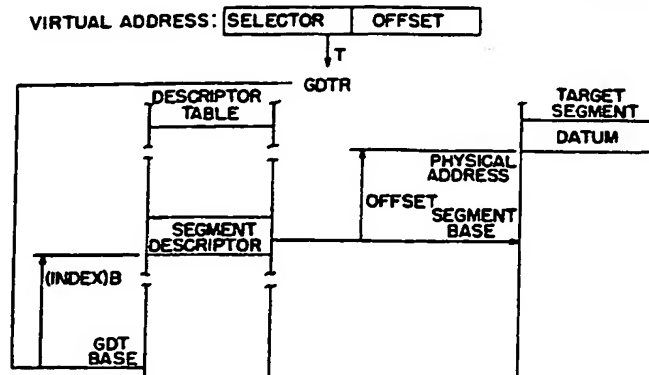 VIRTUAL ADDRESS: SELECTOR OFFSET
T
GDTR
DESCRIPTOR
TABLE
TARGET
SEGMENT
DATUM
PHYSICAL
ADDRESS
OFFSET
SEGMENT
BASE
SEGMENT
DESCRIPTOR
(INDEX)B
GDT
BASE